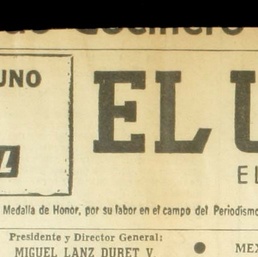 UNO
EL
EL
Medalla de Honor, por su labor en el campo del Periodismo
Presidente y Director General:
MIGUEL LANZ DURET V.